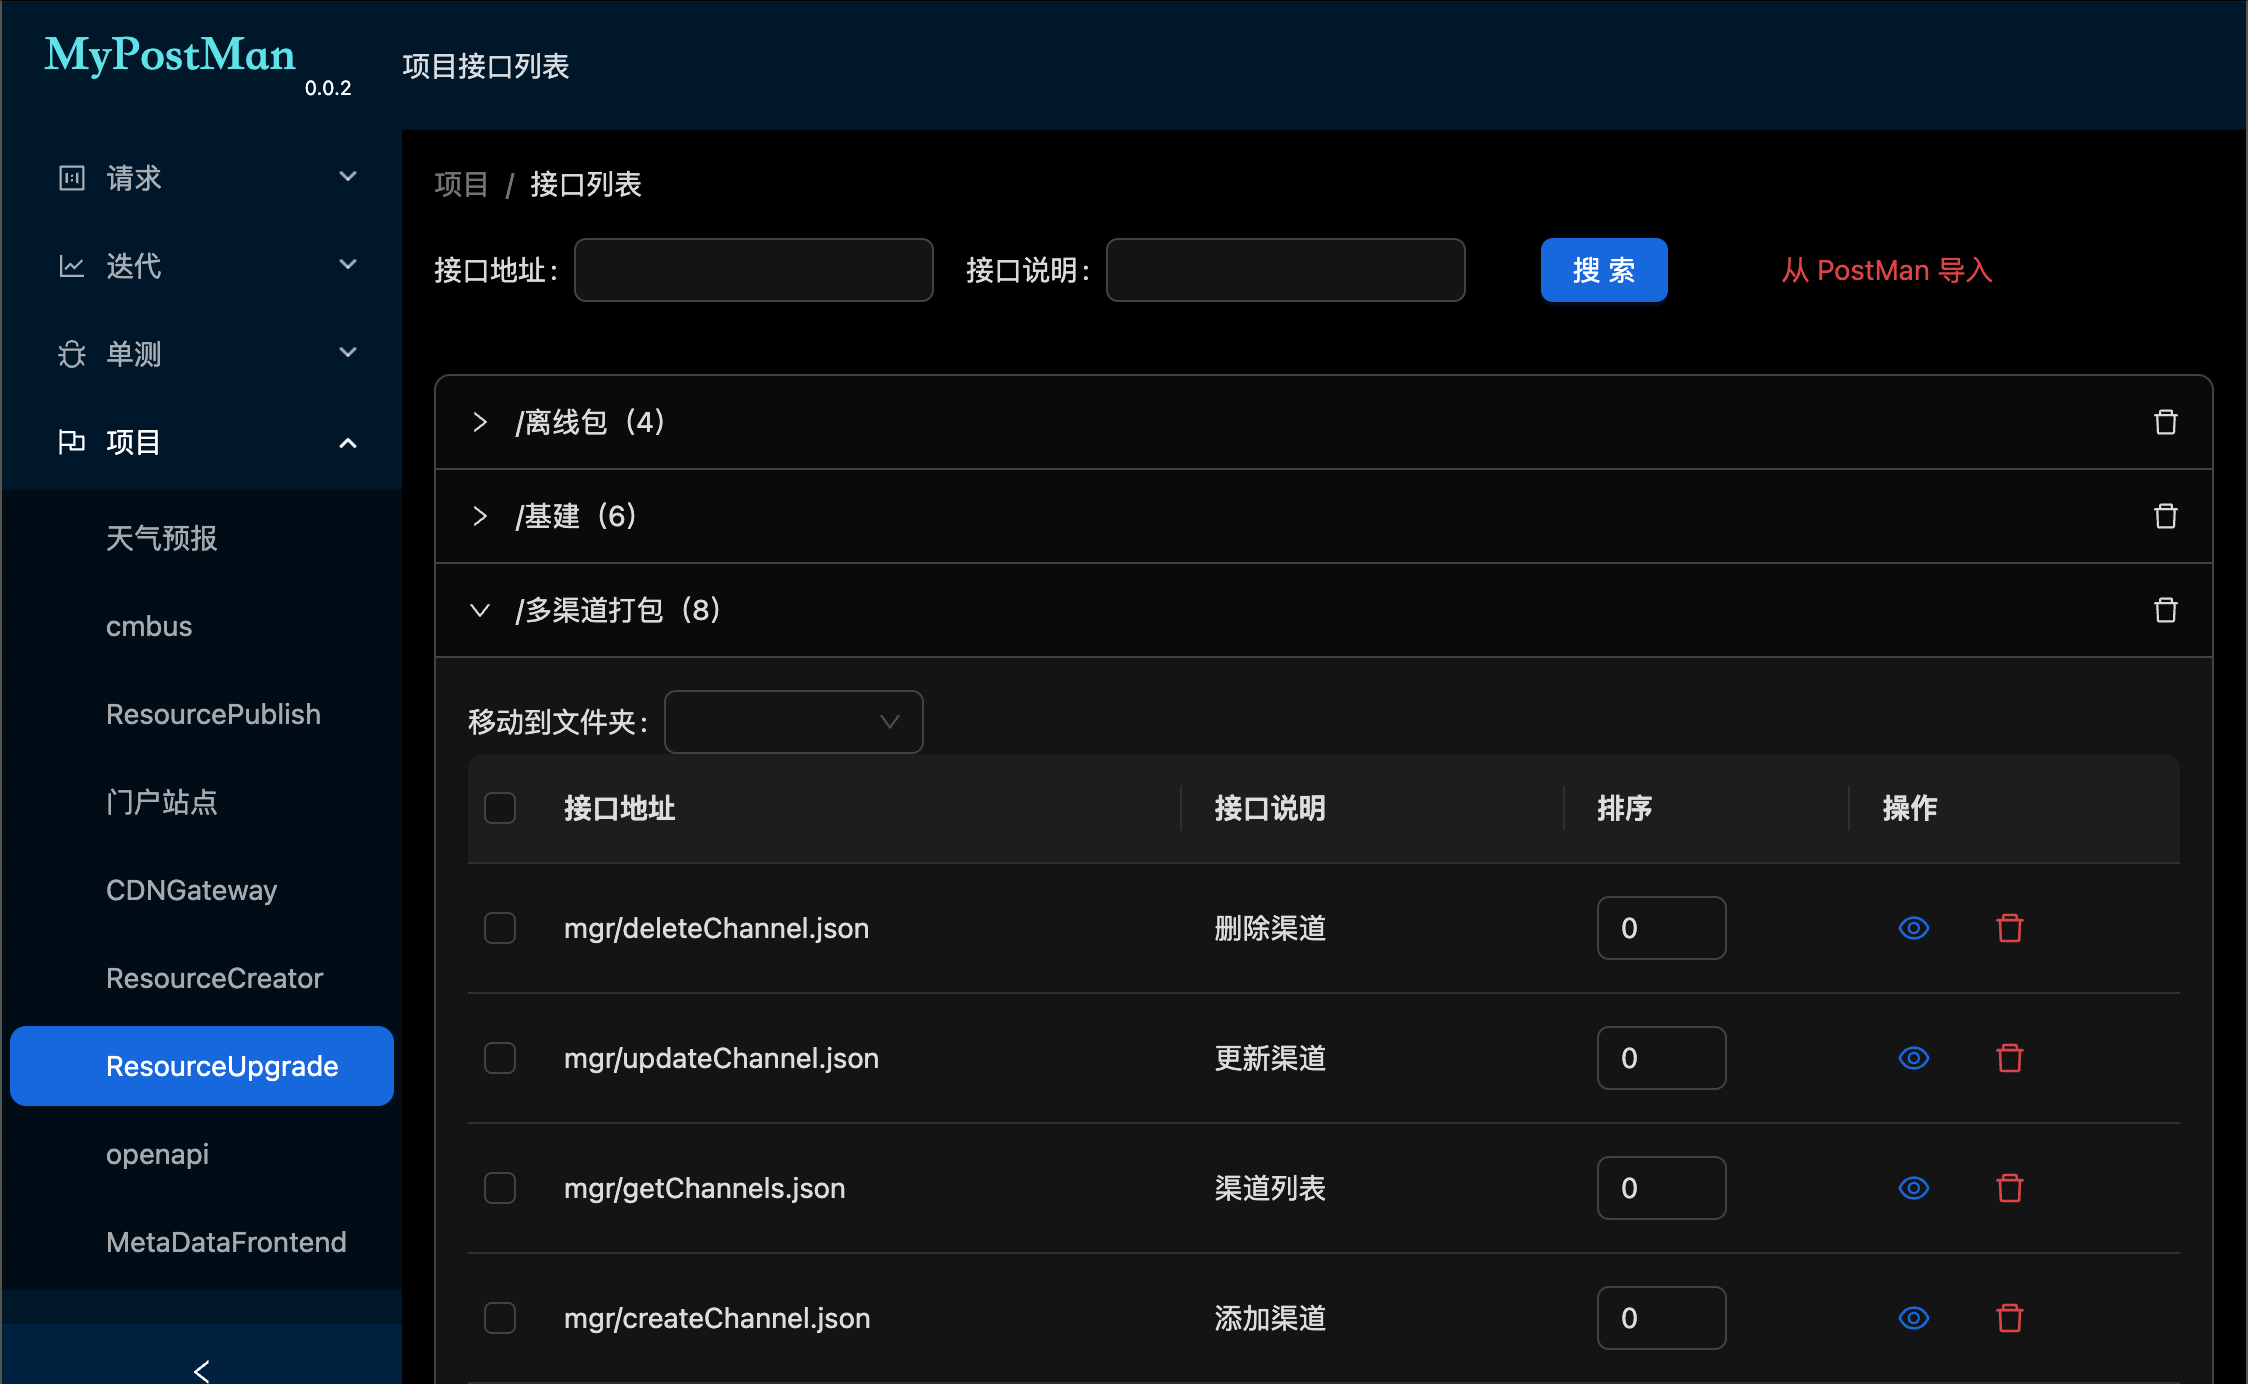 MyPostMan 0.0.2
项目接口列表
请求
迭代
单测
项目
天气预报
cmbus
ResourcePublish
门户站点
CDNGateway
ResourceCreator
ResourceUpgrade
openapi
MetaDataFrontend
项目 / 接口列表
接口地址: 接口说明: 搜 索 从 PostMan 导入
/离线包（4）
/基建（6）
/多渠道打包（8）
移动到文件夹:
接口地址 接口说明 排序 操作
mgr/deleteChannel.json 删除渠道 0
mgr/updateChannel.json 更新渠道 0
mgr/getChannels.json 渠道列表 0
mgr/createChannel.json 添加渠道 0